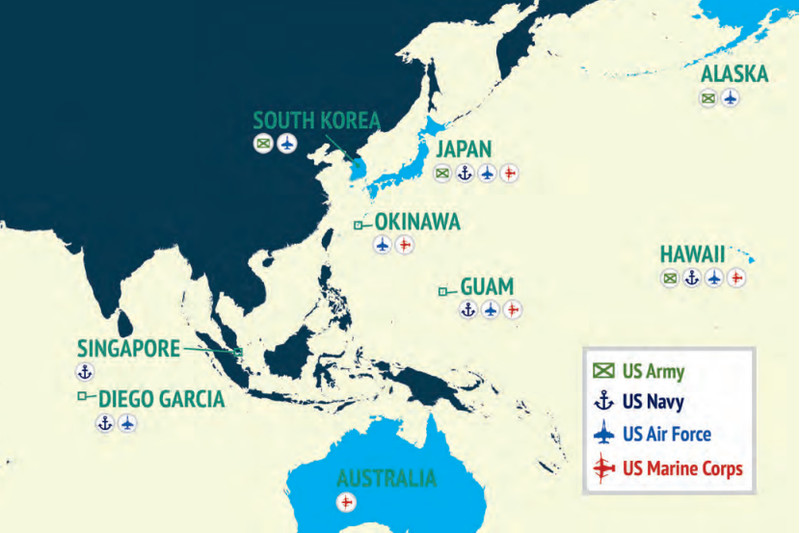 ALASKA
SOUTH KOREA
JAPAN
OKINAWA
HAWAII
GUAM
SINGAPORE
DIEGO GARCIA
AUSTRALIA
US Army
US Navy
US Air Force
US Marine Corps